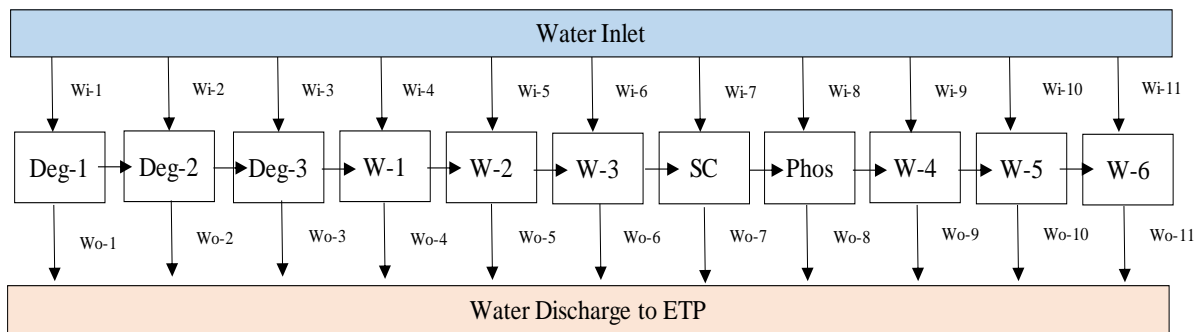 Water Inlet
Wi-1 Wi-2 Wi-3 Wi-4 Wi-5 Wi-6 Wi-7 Wi-8 Wi-9 Wi-10 Wi-11
Deg-1 Deg-2 Deg-3 W-1 W-2 W-3 SC Phos W-4 W-5 W-6
Wo-1 Wo-2 Wo-3 Wo-4 Wo-5 Wo-6 Wo-7 Wo-8 Wo-9 Wo-10 Wo-11
Water Discharge to ETP